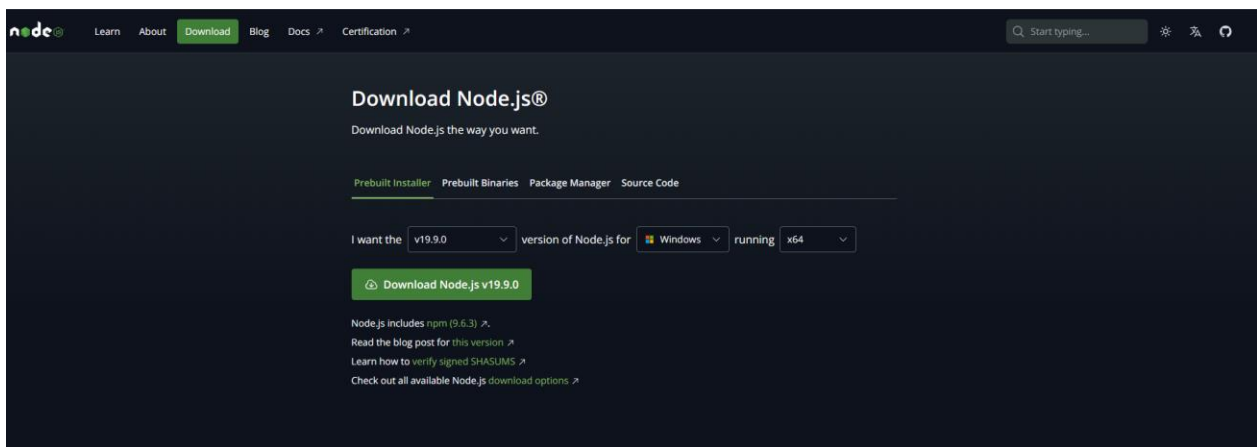 node
Learn About Download Blog Docs ↗ Certification ↗ Start typing...
Download Node.js®
Download Node.js the way you want.
Prebuilt Installer Prebuilt Binaries Package Manager Source Code
I want the v19.9.0 version of Node.js for Windows running x64
Download Node.js v19.9.0
Node.js includes npm (9.6.3) ↗.
Read the blog post for this version ↗
Learn how to verify signed SHASUMS ↗
Check out all available Node.js download options ↗